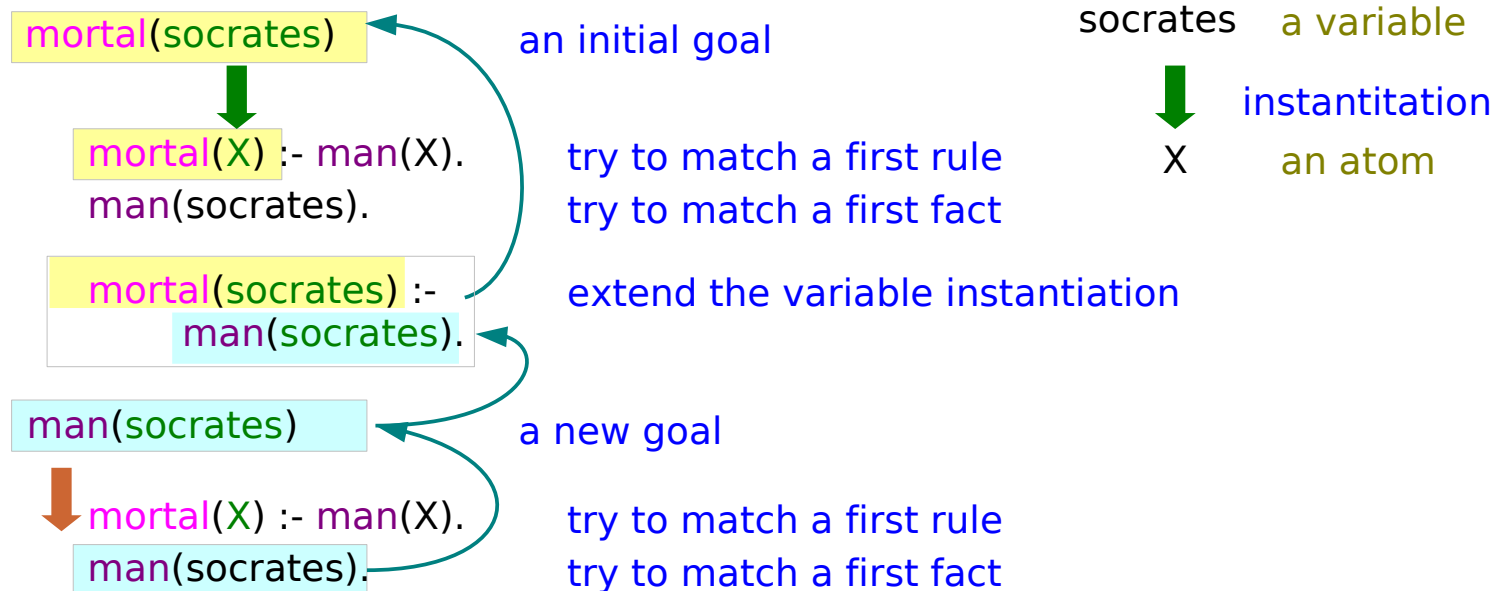 mortal(socrates) an initial goal socrates a variable
instantitation
mortal(X) :- man(X). try to match a first rule X an atom
man(socrates). try to match a first fact
mortal(socrates) :- extend the variable instantiation
man(socrates).
man(socrates) a new goal
mortal(X) :- man(X). try to match a first rule
man(socrates). try to match a first fact